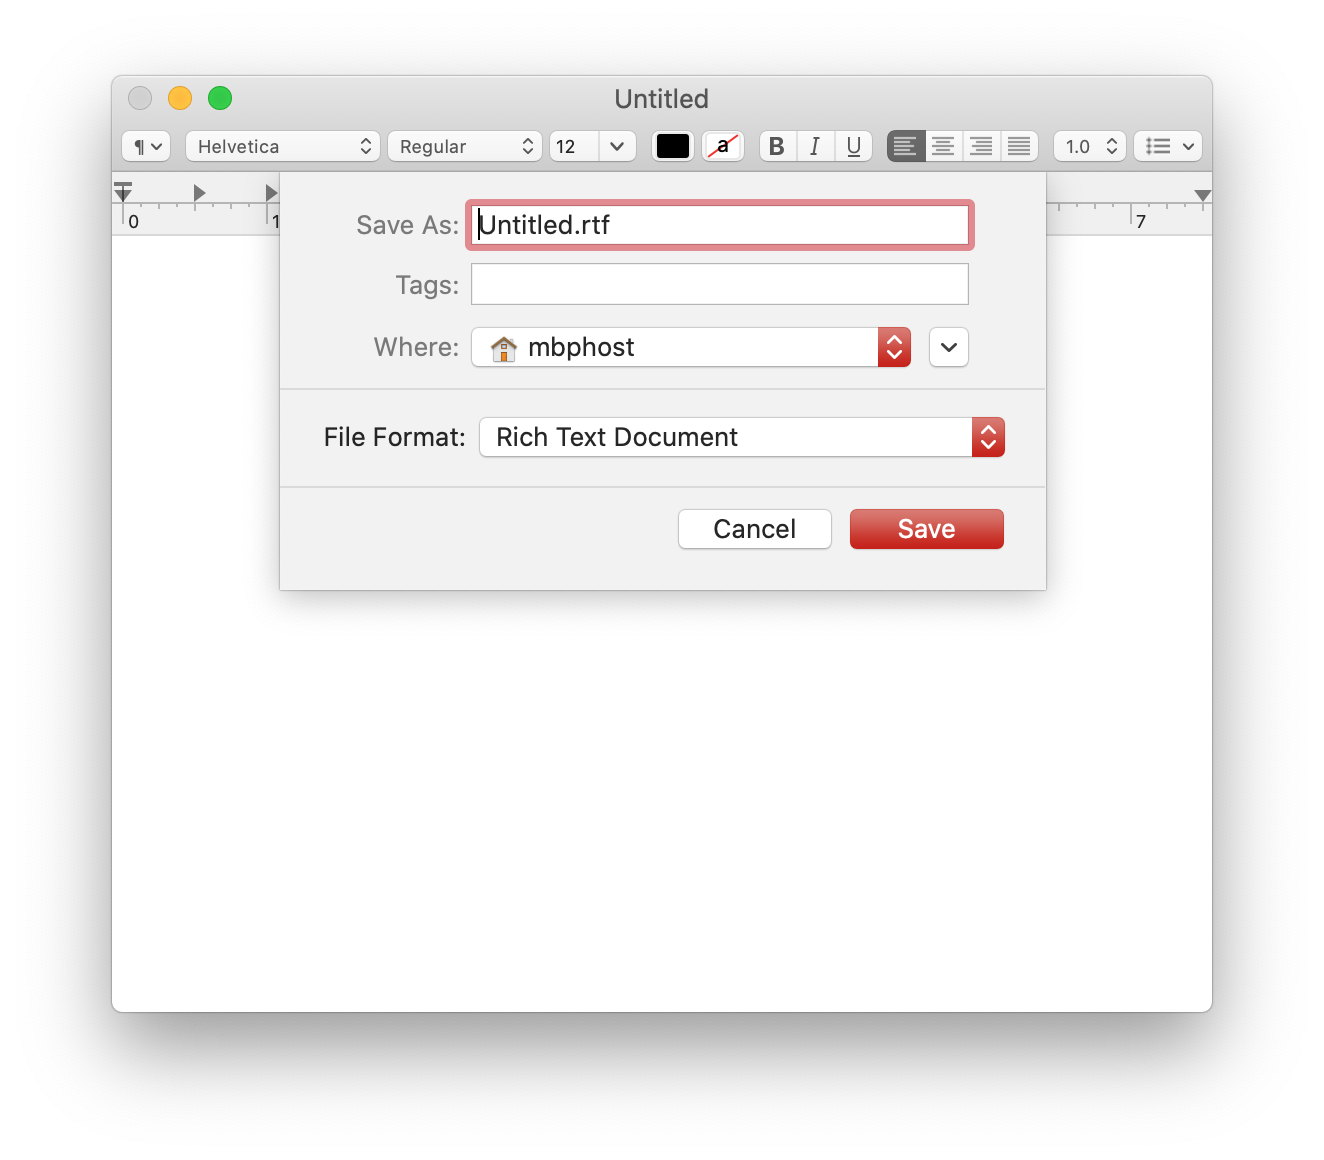 Untitled
¶ Helvetica Regular 12 a B I U 1.0
0 1 7
Save As: Untitled.rtf
Tags:
Where: mbphost
File Format: Rich Text Document
Cancel Save